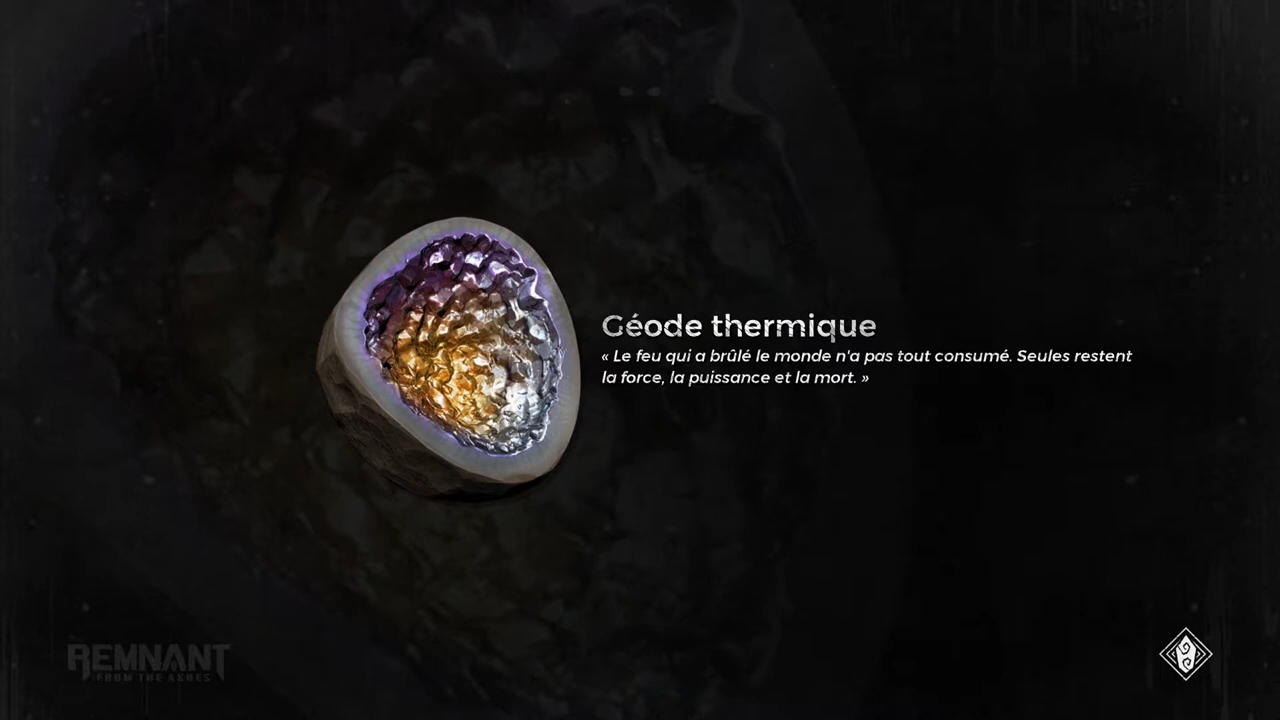 Géode thermique
« Le feu qui a brûlé le monde n'a pas tout consumé. Seules restent
la force, la puissance et la mort. »
REMNANT
FROM THE ASHES